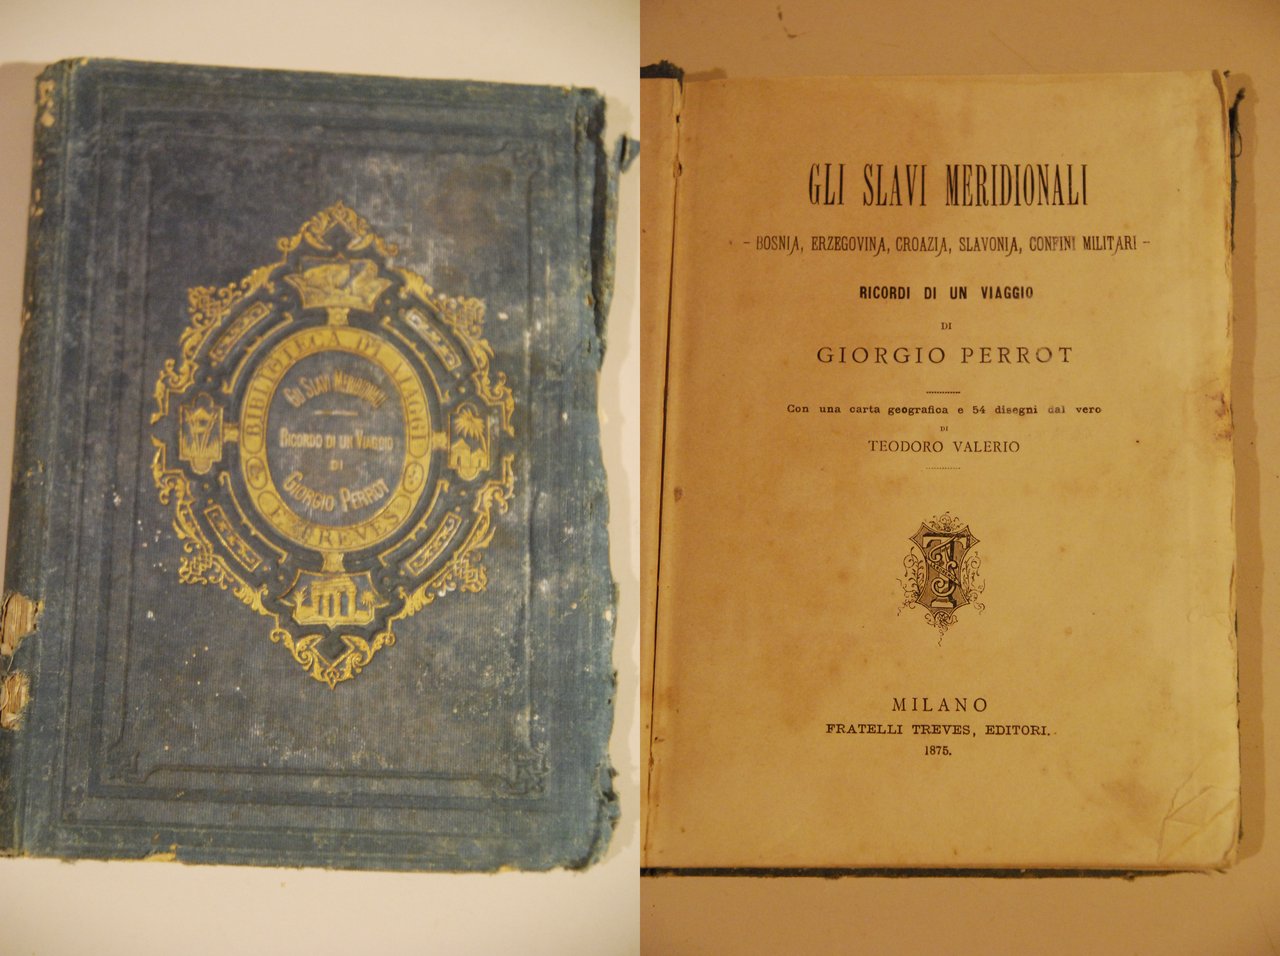 BIBLIOTECA DI VIAGGI
GLI SLAVI MERIDIONALI
RICORDO DI UN VIAGGIO
DI
GIORGIO PERROT
TREVES
GLI SLAVI MERIDIONALI
- BOSNIA, ERZEGOVINA, CROAZIA, SLAVONIA, CONFINI MILITARI -
RICORDI DI UN VIAGGIO
DI
GIORGIO PERROT
Con una carta geografica e 54 disegni dal vero
DI
TEODORO VALERIO
MILANO
FRATELLI TREVES, EDITORI.
1875.